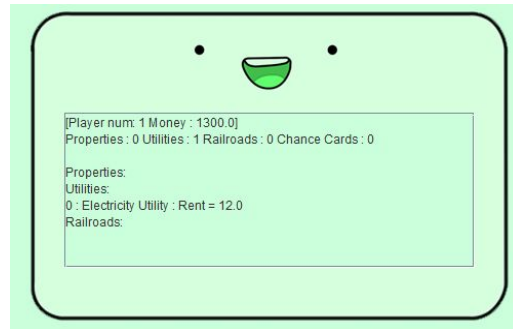 [Player num: 1 Money : 1300.0]
Properties : 0 Utilities : 1 Railroads : 0 Chance Cards : 0
Properties:
Utilities:
0 : Electricity Utility : Rent = 12.0
Railroads: